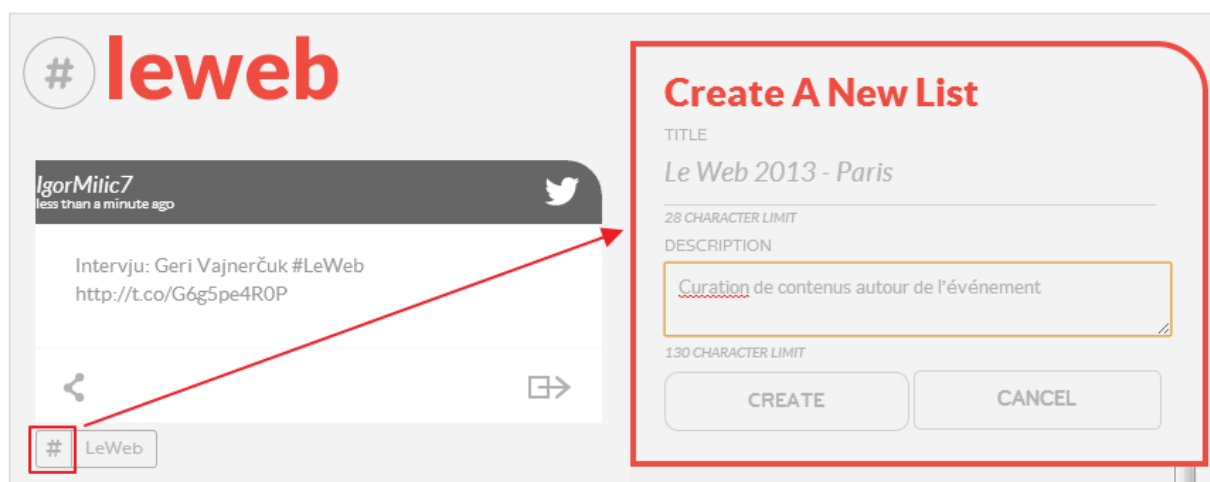 # leweb
IgorMilic7
less than a minute ago
Intervju: Geri Vajnerčuk #LeWeb
http://t.co/G6g5pe4R0P
# LeWeb
Create A New List
TITLE
Le Web 2013 - Paris
28 CHARACTER LIMIT
DESCRIPTION
Curation de contenus autour de l'événement
130 CHARACTER LIMIT
CREATE
CANCEL